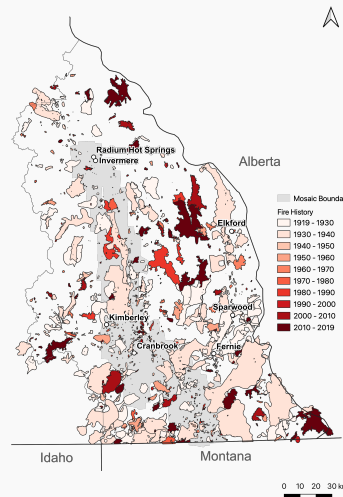 Radium Hot Springs
Invermere
Alberta
Elkford
Mosaic Bounda
Fire History
1919 - 1930
1930 - 1940
1940 - 1950
1950 - 1960
1960 - 1970
1970 - 1980
1980 - 1990
1990 - 2000
2000 - 2010
2010 - 2019
Sparwood
Kimberley
Cranbrook
Fernie
Idaho
Montana
0 10 20 30 k